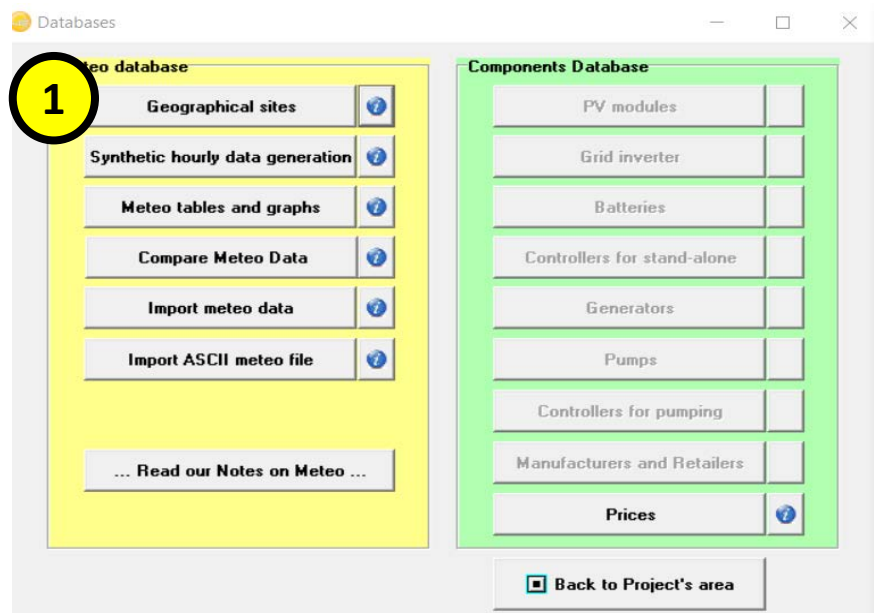 Databases
eo database
1
Geographical sites
Synthetic hourly data generation
Meteo tables and graphs
Compare Meteo Data
Import meteo data
Import ASCII meteo file
... Read our Notes on Meteo ...
Components Database
PV modules
Grid inverter
Batteries
Controllers for stand-alone
Generators
Pumps
Controllers for pumping
Manufacturers and Retailers
Prices
Back to Project's area